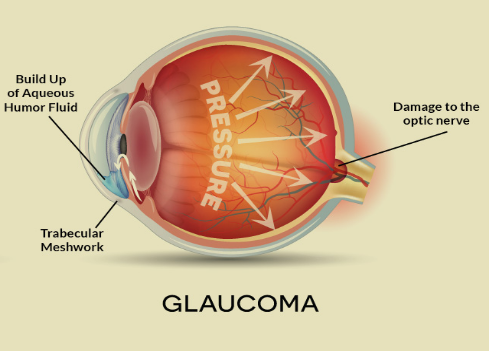 Build Up
of Aqueous
Humor Fluid
PRESSURE
Damage to the
optic nerve
Trabecular
Meshwork
GLAUCOMA